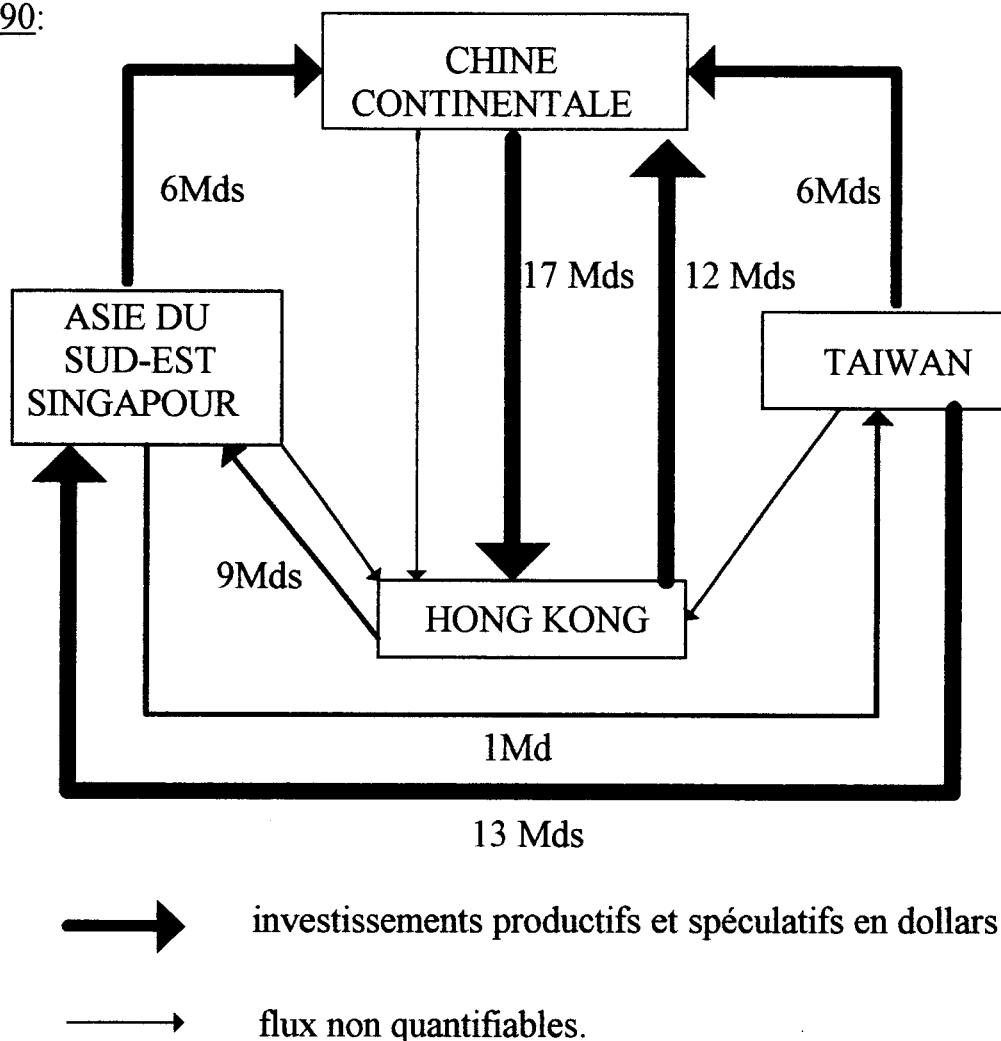 90:
CHINE
CONTINENTALE
6Mds
6Mds
17 Mds
12 Mds
ASIE DU
SUD-EST
SINGAPOUR
TAIWAN
9Mds
HONG KONG
1Md
13 Mds
investissements productifs et spéculatifs en dollars
flux non quantifiables.